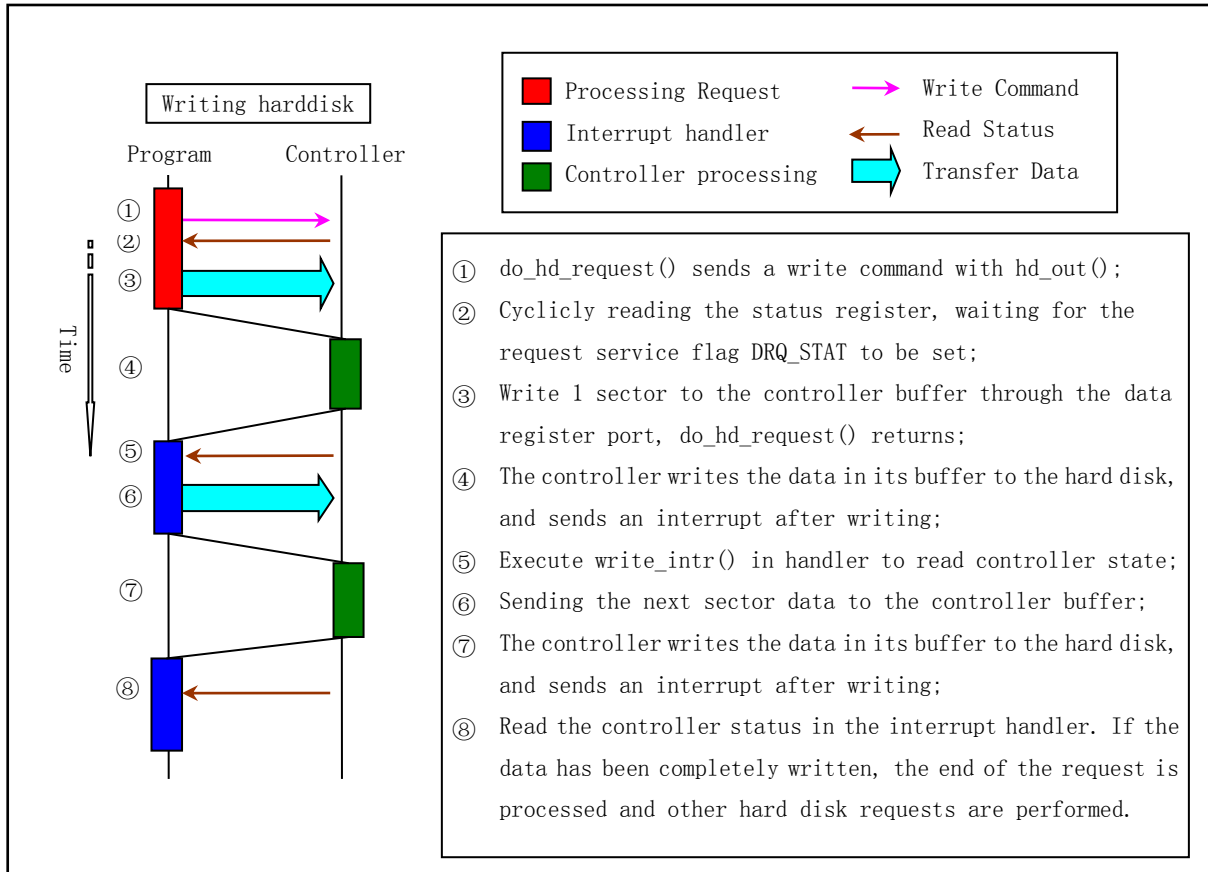 Writing harddisk
Program
Controller
Processing Request
Interrupt handler
Controller processing
Write Command
Read Status
Transfer Data
①
②
③
④
⑤
⑥
⑦
⑧
Time
① do_hd_request() sends a write command with hd_out();
② Cyclicly reading the status register, waiting for the
request service flag DRQ_STAT to be set;
③ Write 1 sector to the controller buffer through the data
register port, do_hd_request() returns;
④ The controller writes the data in its buffer to the hard disk,
and sends an interrupt after writing;
⑤ Execute write_intr() in handler to read controller state;
⑥ Sending the next sector data to the controller buffer;
⑦ The controller writes the data in its buffer to the hard disk,
and sends an interrupt after writing;
⑧ Read the controller status in the interrupt handler. If the
data has been completely written, the end of the request is
processed and other hard disk requests are performed.